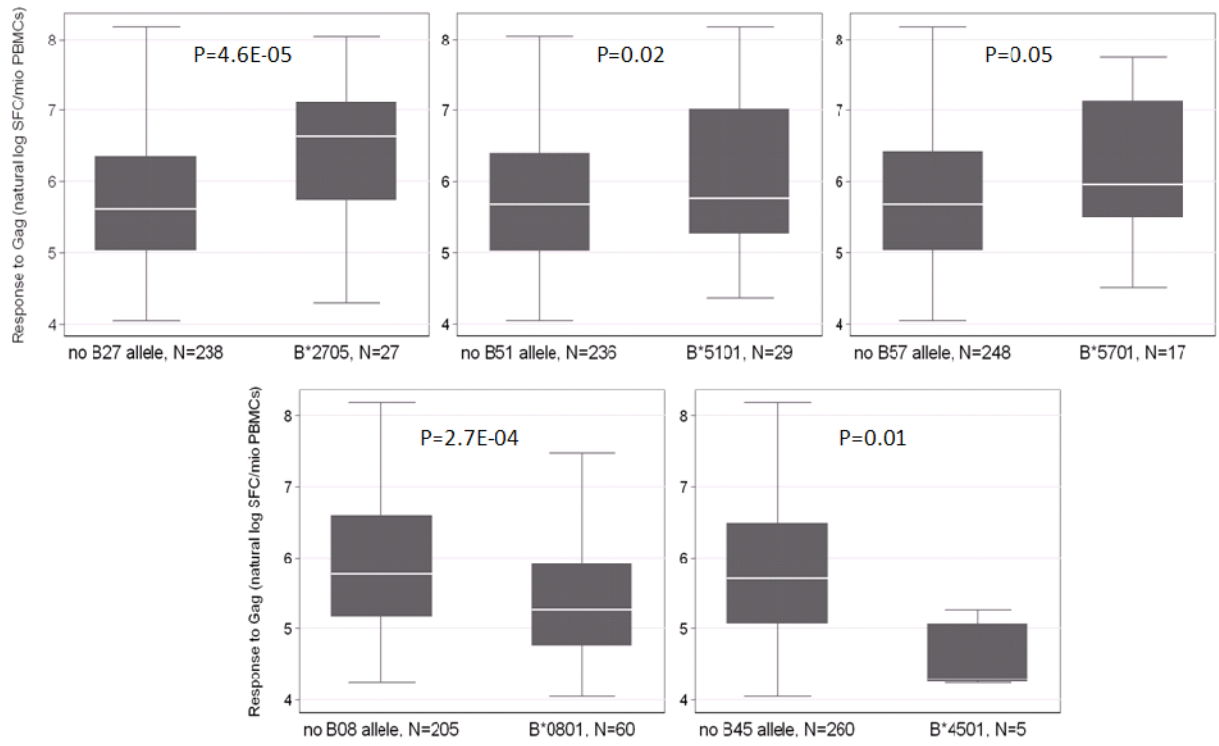 Response to Gag (natural log SFC/mio PBMCs)
8
7
6
5
4
P=4.6E-05
no B27 allele, N=238
B*2705, N=27
8
7
6
5
4
P=0.02
no B51 allele, N=236
B*5101, N=29
8
7
6
5
4
P=0.05
no B57 allele, N=248
B*5701, N=17
Response to Gag (natural log SFC/mio PBMCs)
8
7
6
5
4
P=2.7E-04
no B08 allele, N=205
B*0801, N=60
8
7
6
5
4
P=0.01
no B45 allele, N=260
B*4501, N=5